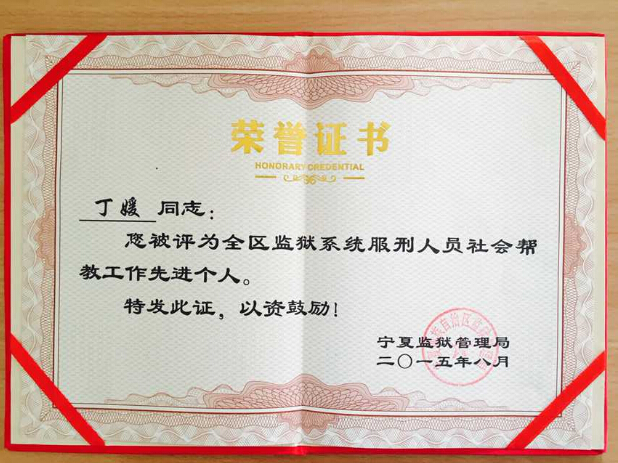 荣誉证书
HONORARY CREDENTIAL
丁媛 同志：
您被评为全区监狱系统服刑人员社会帮
教工作先进个人。
特发此证，以资鼓励！
宁夏监狱管理局
二〇一五年八月